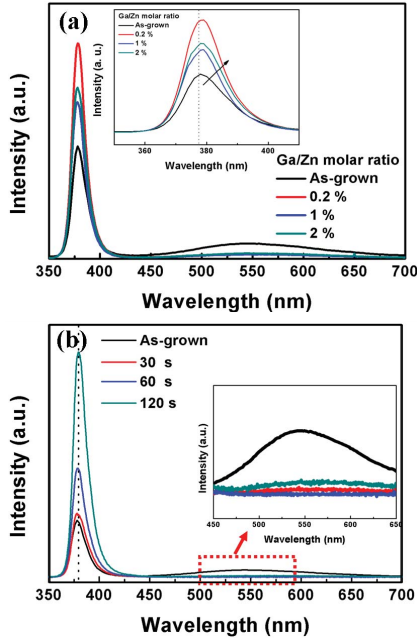 (a)
Ga/Zn molar ratio
As-grown
0.2 %
1 %
2 %
Intensity (a. u.)
360 380 400
Wavelength (nm)
Intensity (a.u.)
Ga/Zn molar ratio
As-grown
0.2 %
1 %
2 %
350 400 450 500 550 600 650 700
Wavelength (nm)
(b)
As-grown
30 s
60 s
120 s
Intensity (a.u.)
Intensity (a.u.)
450 500 550 600 650
Wavelength (nm)
350 400 450 500 550 600 650 700
Wavelength (nm)